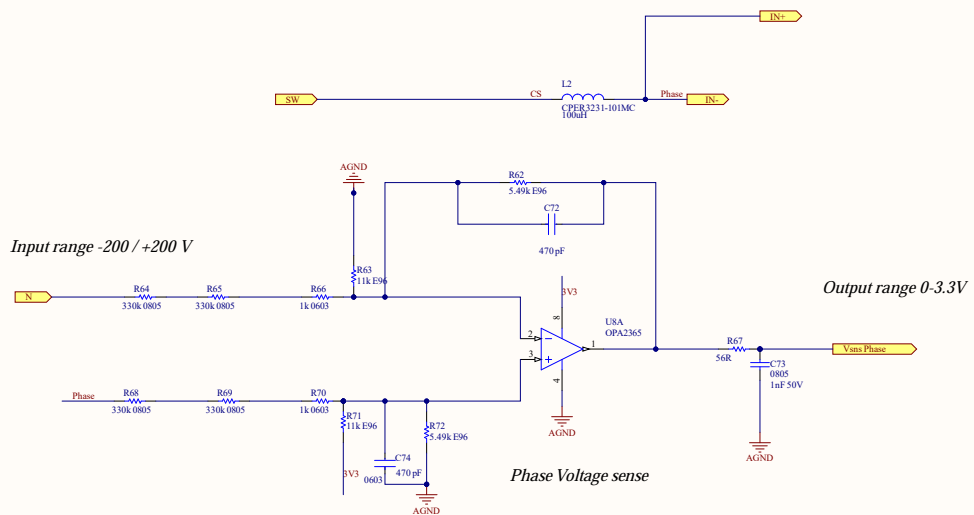 IN+
L2
SW
CS
Phase
IN-
CPER3231-101MC
100uH
AGND
R62
5.49k E96
C72
470 pF
Input range -200 / +200 V
R63
11k E96
N
R64
330k 0805
R65
330k 0805
R66
1k 0603
3V3
Output range 0-3.3V
8
U8A
OPA2365
2
3
1
4
R67
56R
Vsns Phase
C73
0805
1nF 50V
Phase
R68
330k 0805
R69
330k 0805
R70
1k 0603
R71
11k E96
R72
5.49k E96
AGND
C74
470 pF
0603
3V3
AGND
AGND
Phase Voltage sense